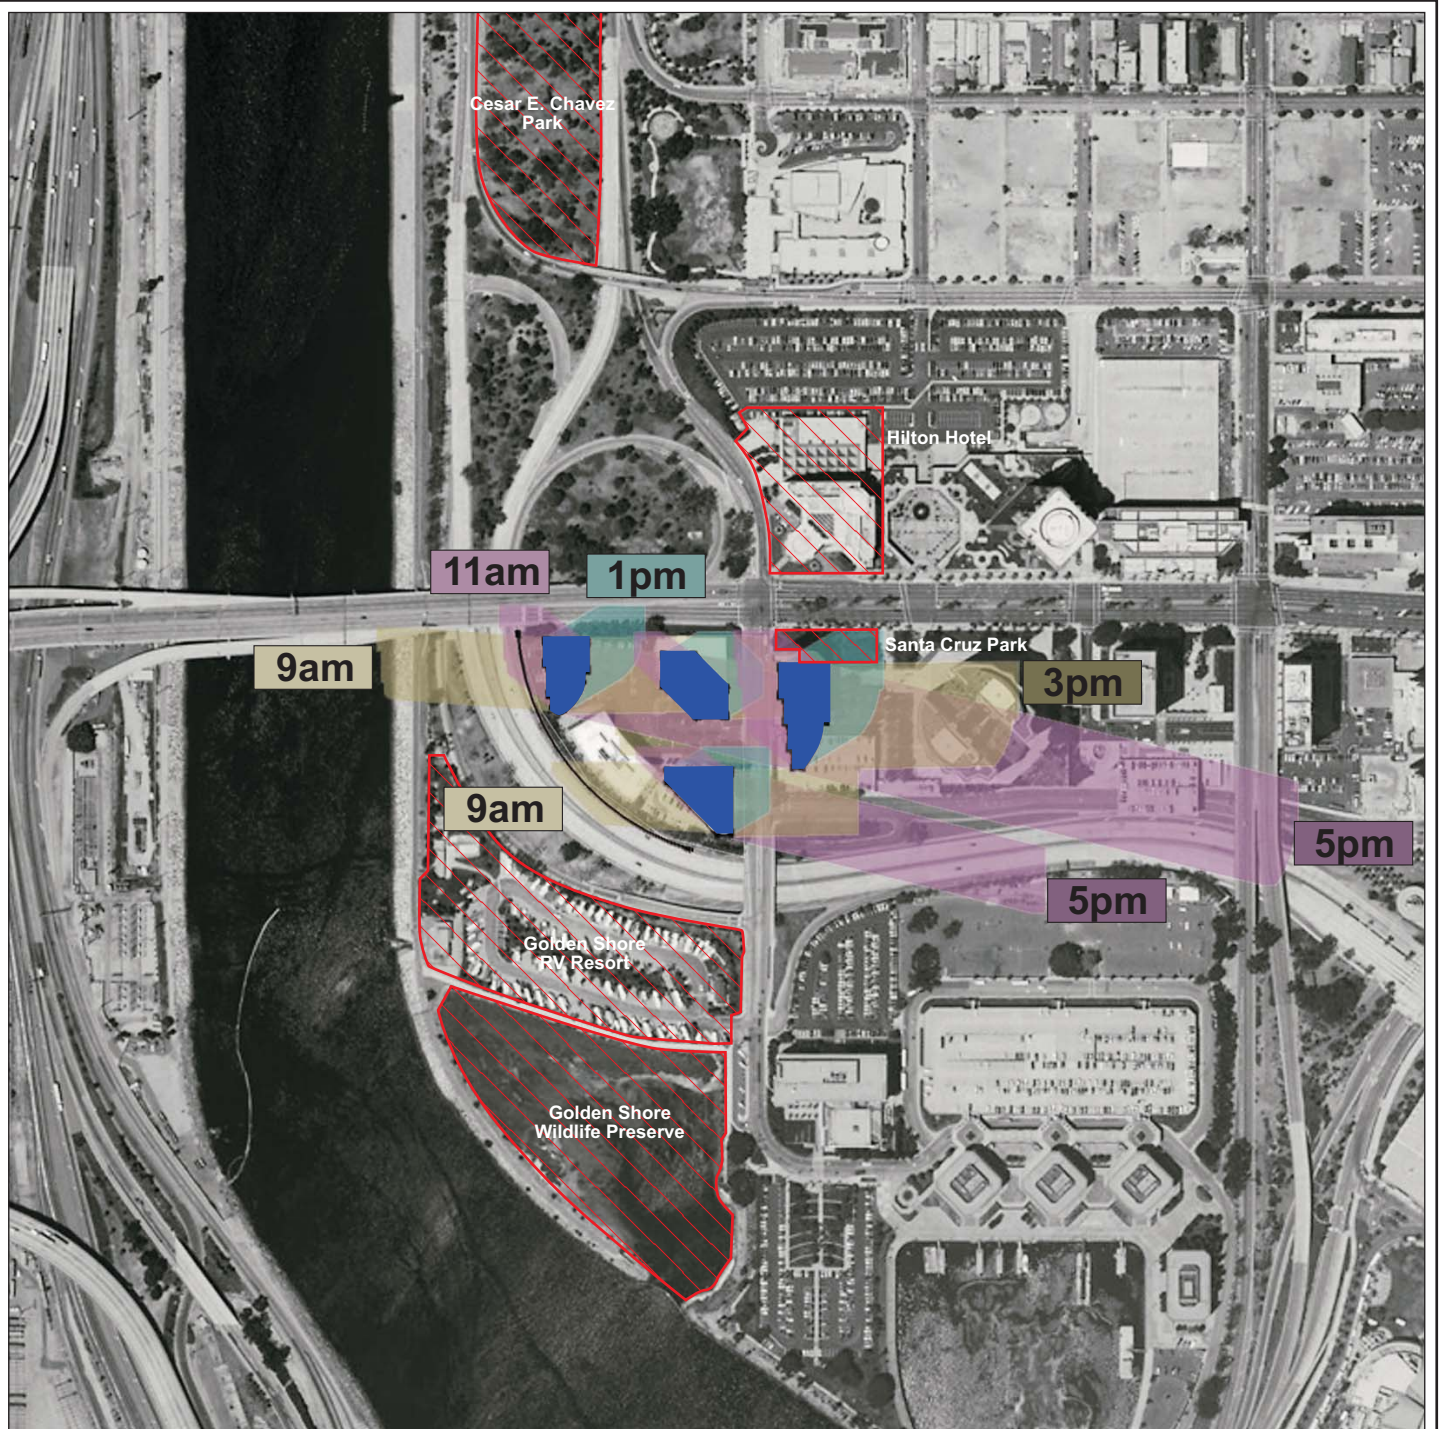 Cesar E. Chavez
Park
Hilton Hotel
11am
1pm
Santa Cruz Park
9am
3pm
9am
5pm
5pm
Golden Shore
RV Resort
Golden Shore
Wildlife Preserve